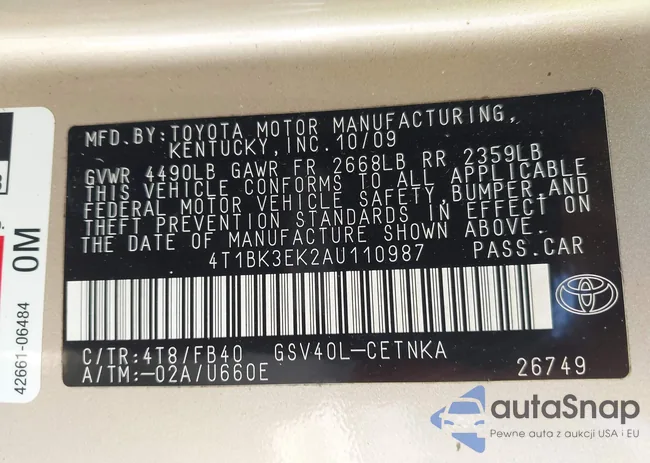 MFD.BY: TOYOTA MOTOR MANUFACTURING,
KENTUCKY, INC. 10/09
GVWR 4490LB GAWR FR 2668LB RR 2359LB
THIS VEHICLE CONFORMS TO ALL APPLICABLE
FEDERAL MOTOR VEHICLE SAFETY, BUMPER, AND
THEFT PREVENTION STANDARDS IN EFFECT ON
THE DATE OF MANUFACTURE SHOWN ABOVE.
4T1BK3EK2AU110987 PASS.CAR
C/TR: 4T8/FB40 GSV40L-CETNKA
A/TM:-02A/U660E 26749
42661-06484
0M
autaSnap
Pewne auta z aukcji USA i EU